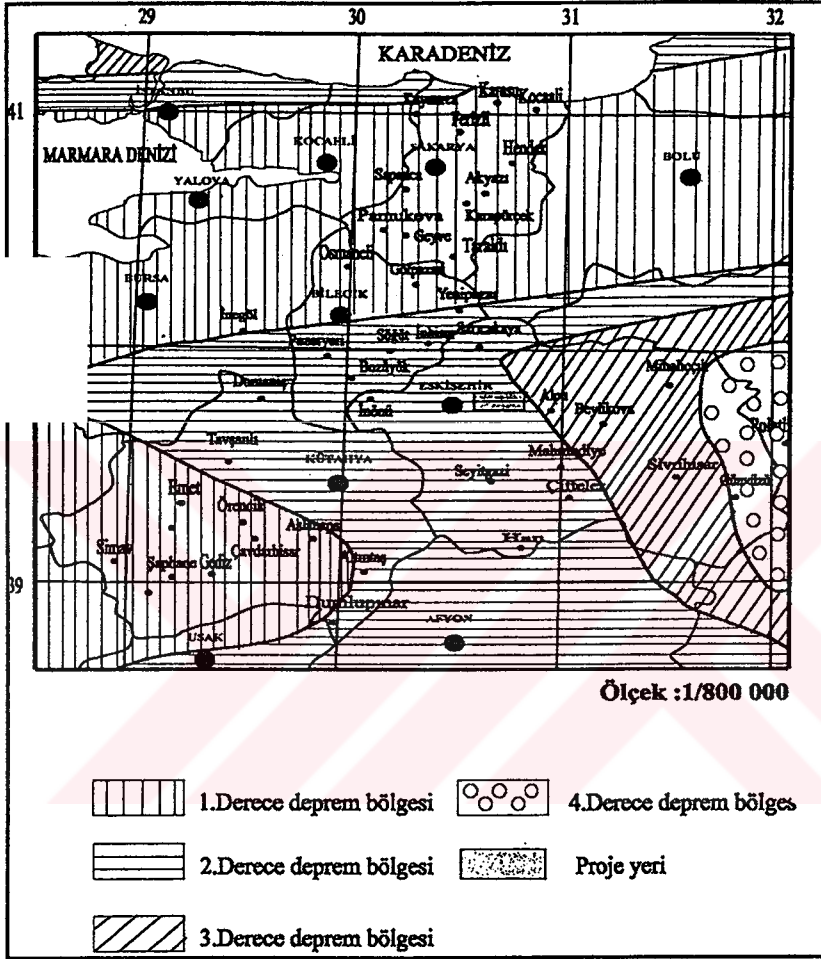 29 30 31 32
KARADENİZ
Karasu
Kocaali
41
Ferizli
KOCAELİ
SAKARYA
Hendek
MARMARA DENİZİ
BOLU
Sapanca
Akyazı
YALOVA
Pamukova
Karapürçek
Geyve
Taraklı
Osmaneli
Gölpazarı
BURSA
BİLECİK
Yenipazar
İnegöl
Söğüt
Pazaryeri
Bozüyük
Mihalıççık
Domaniç
ESKİSEHİR
Alpu
Beylikova
İnönü
Tavşanlı
Mahmudiye
KÜTAHYA
Seyitgazi
Sivrihisar
Çifteler
Günyüzü
Emet
Örencik
Aslanapa
Simav
Çavdarhisar
Han
Şaphane
Gediz
Altıntaş
39
Dumlupınar
AFYON
USAK
Ölçek :1/800 000
1.Derece deprem bölgesi
4.Derece deprem bölges
2.Derece deprem bölgesi
Proje yeri
3.Derece deprem bölgesi